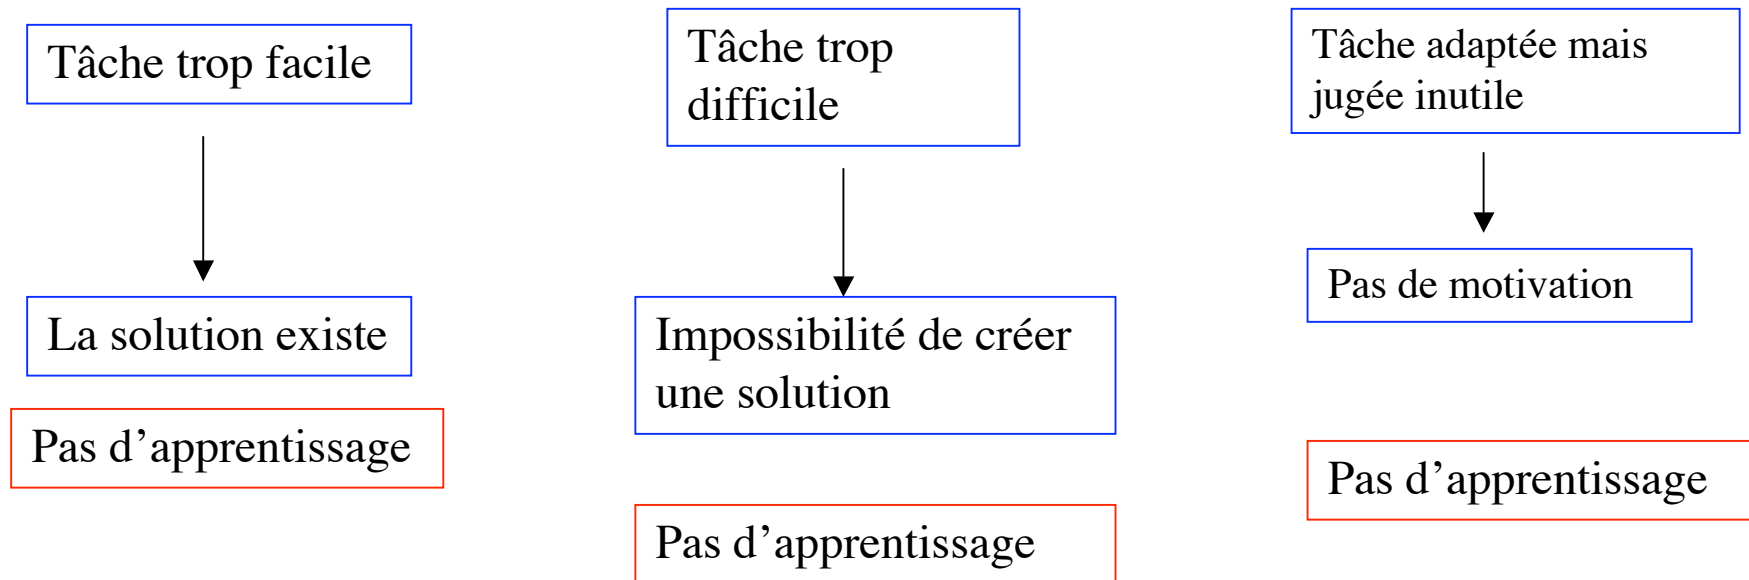 Tâche trop facile
La solution existe
Pas d’apprentissage
Tâche trop
difficile
Impossibilité de créer
une solution
Pas d’apprentissage
Tâche adaptée mais
jugée inutile
Pas de motivation
Pas d’apprentissage